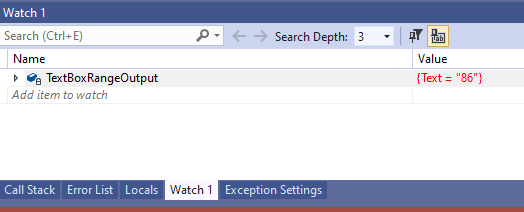 Watch 1
Search (Ctrl+E) Search Depth: 3
Name Value
TextBoxRangeOutput {Text = "86"}
Add item to watch
Call Stack Error List Locals Watch 1 Exception Settings